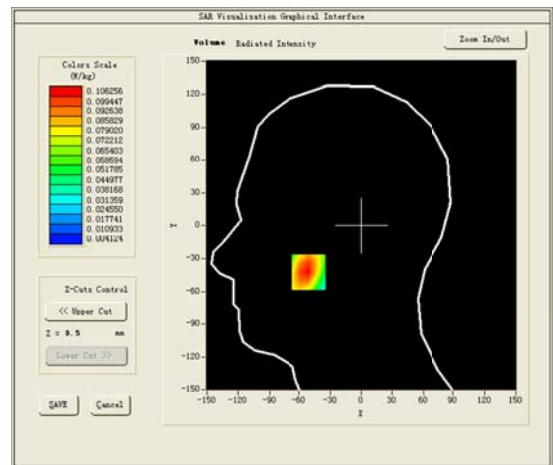 SAR Visualisation Graphical Interface
Volume Radiated Intensity
Zoom In/Out
Colors Scale
(W/kg)
0.106256
0.099447
0.092638
0.085829
0.079020
0.072212
0.065403
0.058594
0.051785
0.044977
0.038168
0.031359
0.024550
0.017741
0.010933
0.004124
Z-Cuts Control
<< Upper Cut
Z = 0.5 mm
Lower Cut >>
SAVE Cancel
150
120
90
60
30
0
-30
-60
-90
-120
-150
Y
-150 -120 -90 -60 -30 0 30 60 90 120 150
X